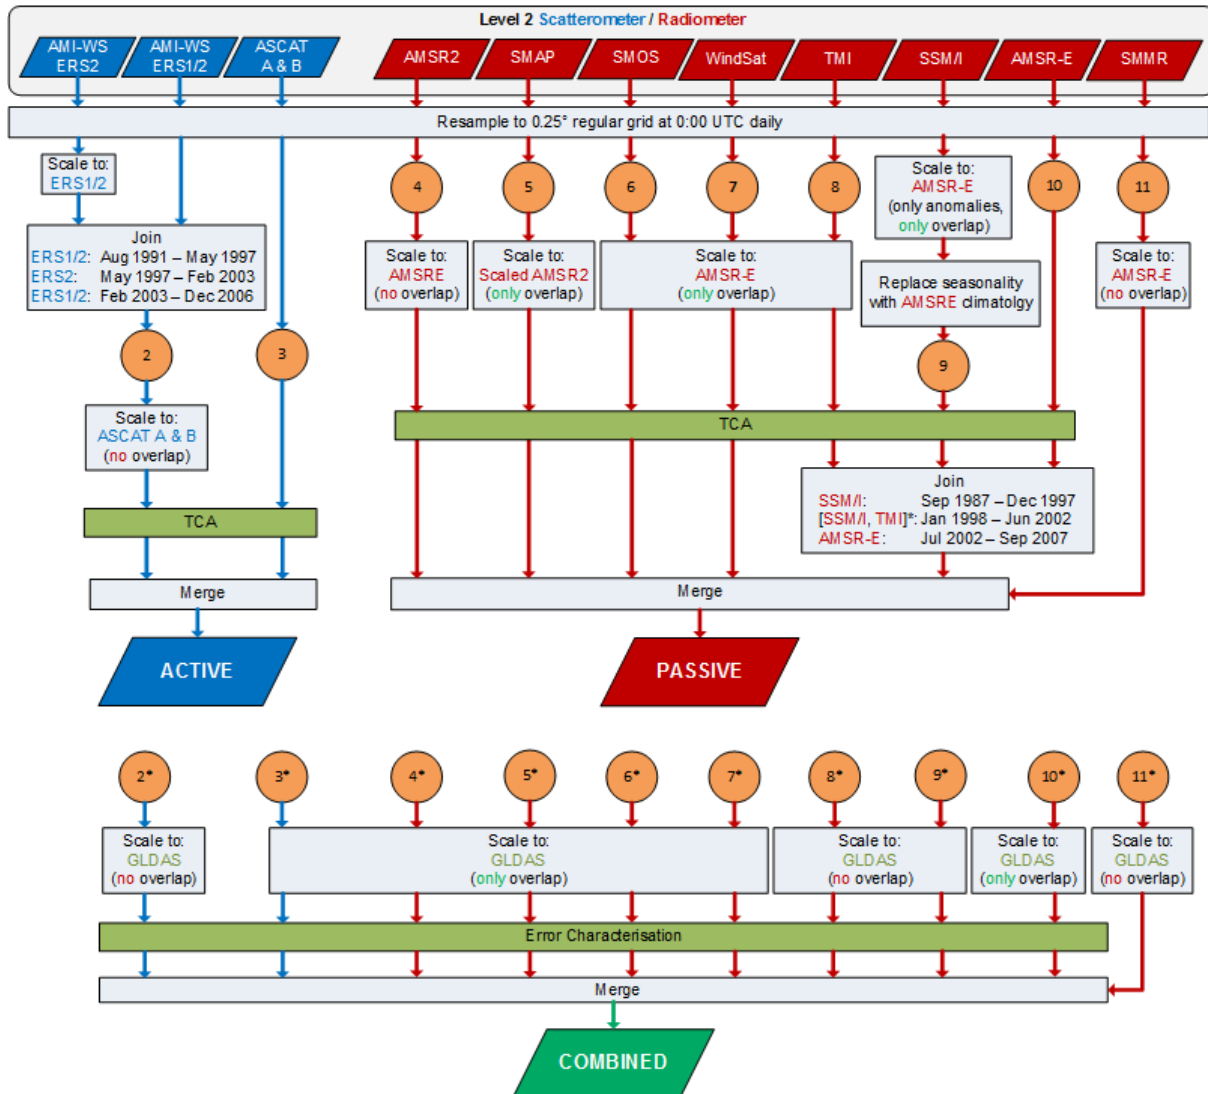 Level 2 Scatterometer / Radiometer
AMI-WS
ERS2
AMI-WS
ERS1/2
ASCAT
A & B
AMSR2
SMAP
SMOS
WindSat
TMI
SSM/I
AMSR-E
SMMR
Resample to 0.25° regular grid at 0:00 UTC daily
Scale to:
ERS1/2
4
5
6
7
8
Scale to:
AMSR-E
(only anomalies,
only overlap)
10
11
Join
ERS1/2: Aug 1991 – May 1997
ERS2: May 1997 – Feb 2003
ERS1/2: Feb 2003 – Dec 2006
Scale to:
AMSRE
(no overlap)
Scale to:
Scaled AMSR2
(only overlap)
Scale to:
AMSR-E
(only overlap)
Replace seasonality
with AMSRE climatolgy
Scale to:
AMSR-E
(no overlap)
2
3
9
Scale to:
ASCAT A & B
(no overlap)
TCA
TCA
Join
SSM/I: Sep 1987 – Dec 1997
[SSM/I, TMI]*: Jan 1998 – Jun 2002
AMSR-E: Jul 2002 – Sep 2007
Merge
Merge
ACTIVE
PASSIVE
2*
3*
4*
5*
6*
7*
8*
9*
10*
11*
Scale to:
GLDAS
(no overlap)
Scale to:
GLDAS
(only overlap)
Scale to:
GLDAS
(no overlap)
Scale to:
GLDAS
(only overlap)
Scale to:
GLDAS
(no overlap)
Error Characterisation
Merge
COMBINED